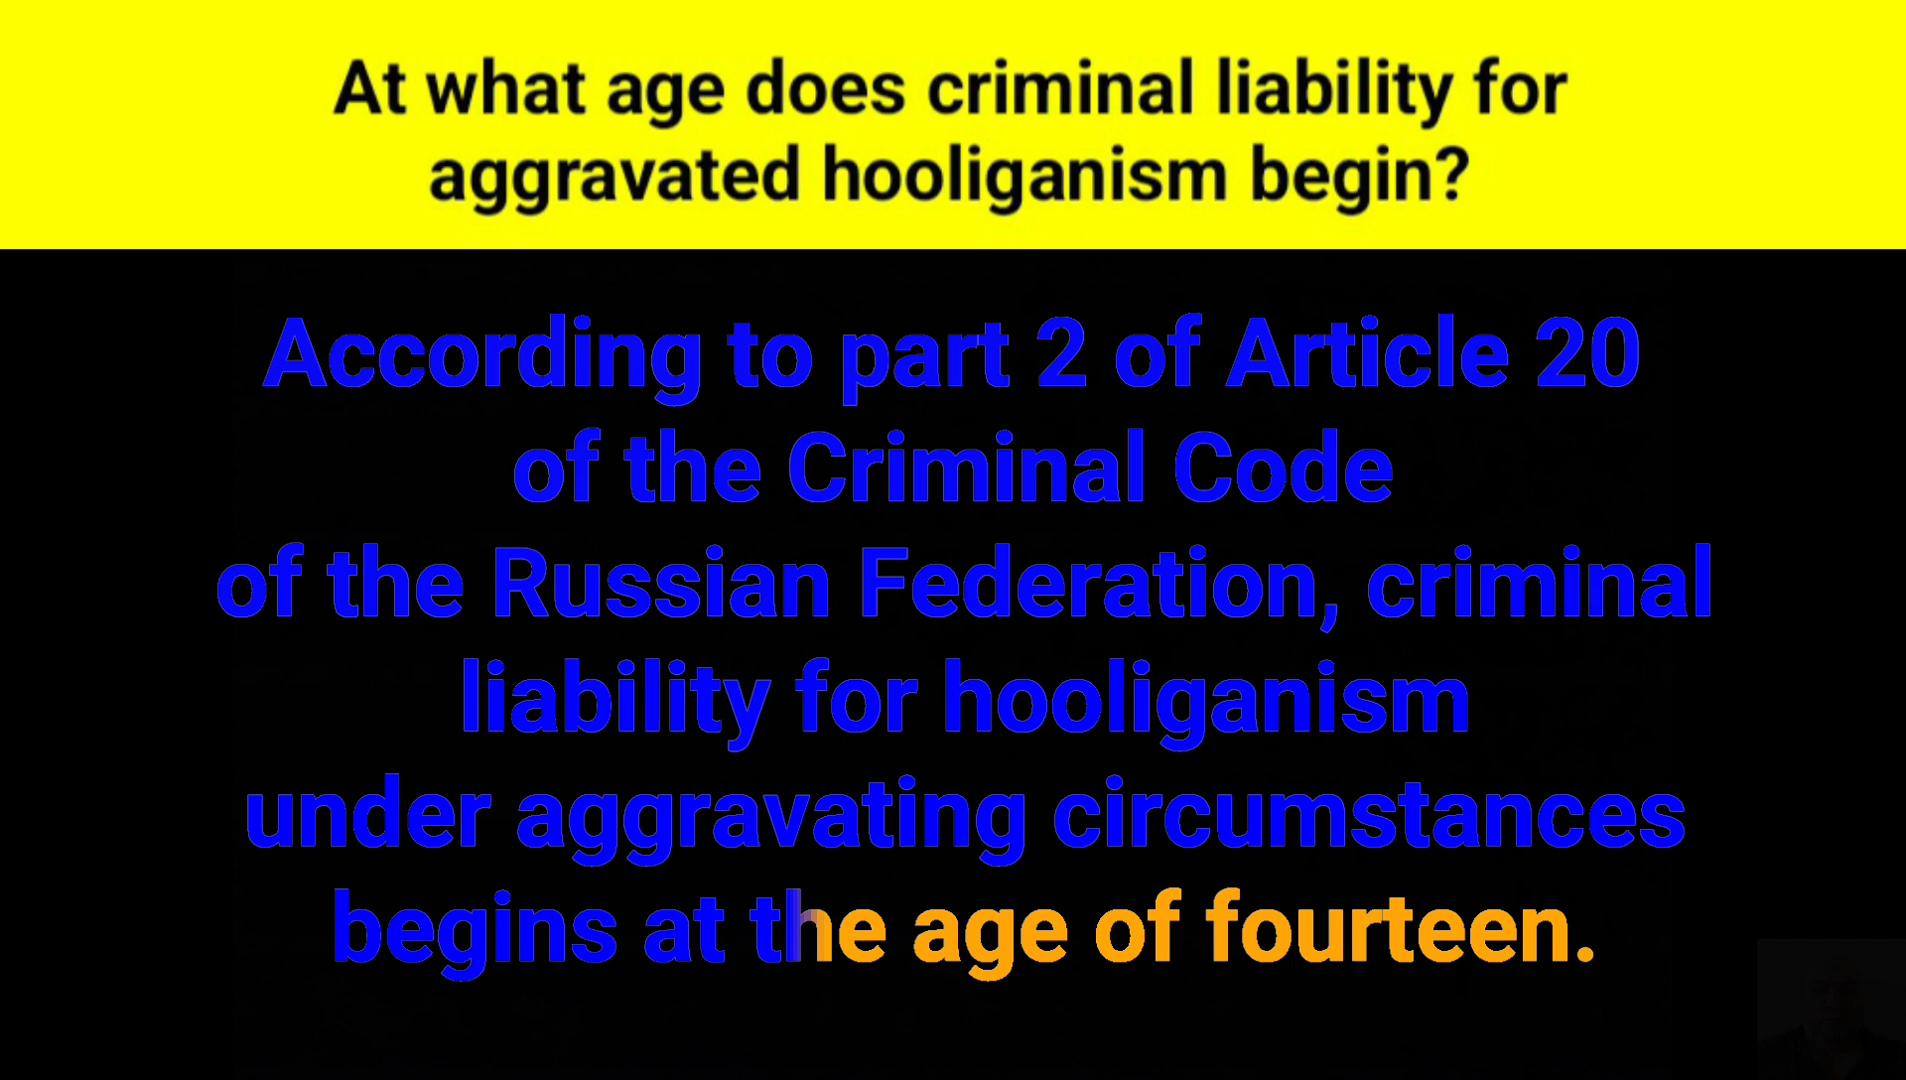 At what age does criminal liability for
aggravated hooliganism begin?
According to part 2 of Article 20
of the Criminal Code
of the Russian Federation, criminal
liability for hooliganism
under aggravating circumstances
begins at the age of fourteen.